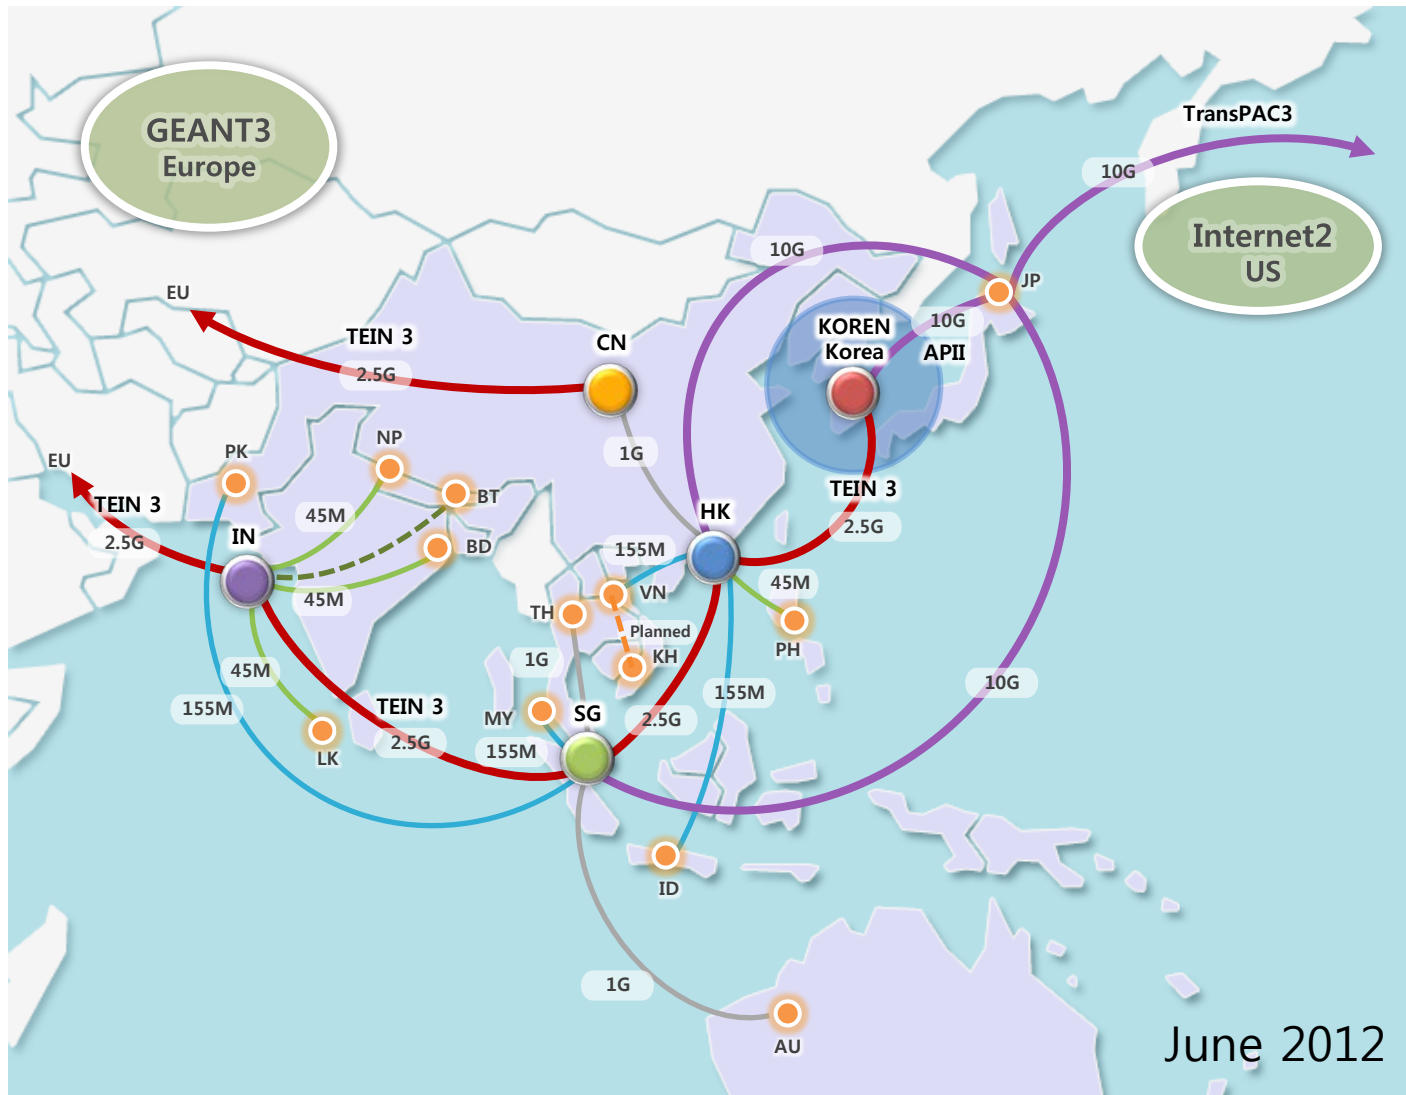 TransPAC3
GEANT3
Europe
10G
Internet2
US
10G
JP
EU
10G
KOREN
Korea
APII
TEIN 3
CN
2.5G
NP
PK
1G
EU
TEIN 3
BT
TEIN 3
HK
45M
2.5G
2.5G
IN
BD
155M
45M
VN
45M
TH
Planned
PH
KH
1G
45M
10G
155M
155M
TEIN 3
SG
MY
2.5G
2.5G
155M
LK
ID
1G
AU
June 2012